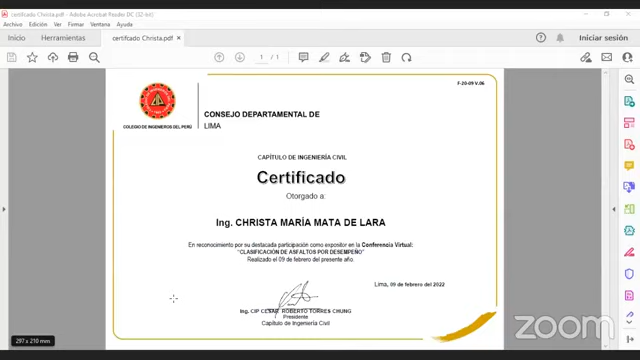 certifcado Christa.pdf - Adobe Acrobat Reader DC (32-bit)
Archivo Edición Ver Firmar Ventana Ayuda
Inicio Herramientas certifcado Christa.pdf × Iniciar sesión
1 / 1
F-20-09 V.06
CONSEJO DEPARTAMENTAL DE
LIMA
COLEGIO DE INGENIEROS DEL PERÚ
CAPÍTULO DE INGENIERÍA CIVIL
Certificado
Otorgado a:
Ing. CHRISTA MARÍA MATA DE LARA
En reconocimiento por su destacada participación como expositor en la Conferencia Virtual:
"CLASIFICACIÓN DE ASFALTOS POR DESEMPEÑO"
Realizado el 09 de febrero del presente año.
Lima, 09 de febrero del 2022
Ing. CIP CESAR ROBERTO TORRES CHUNG
Presidente
Capítulo de Ingeniería Civil
297 x 210 mm
zoom